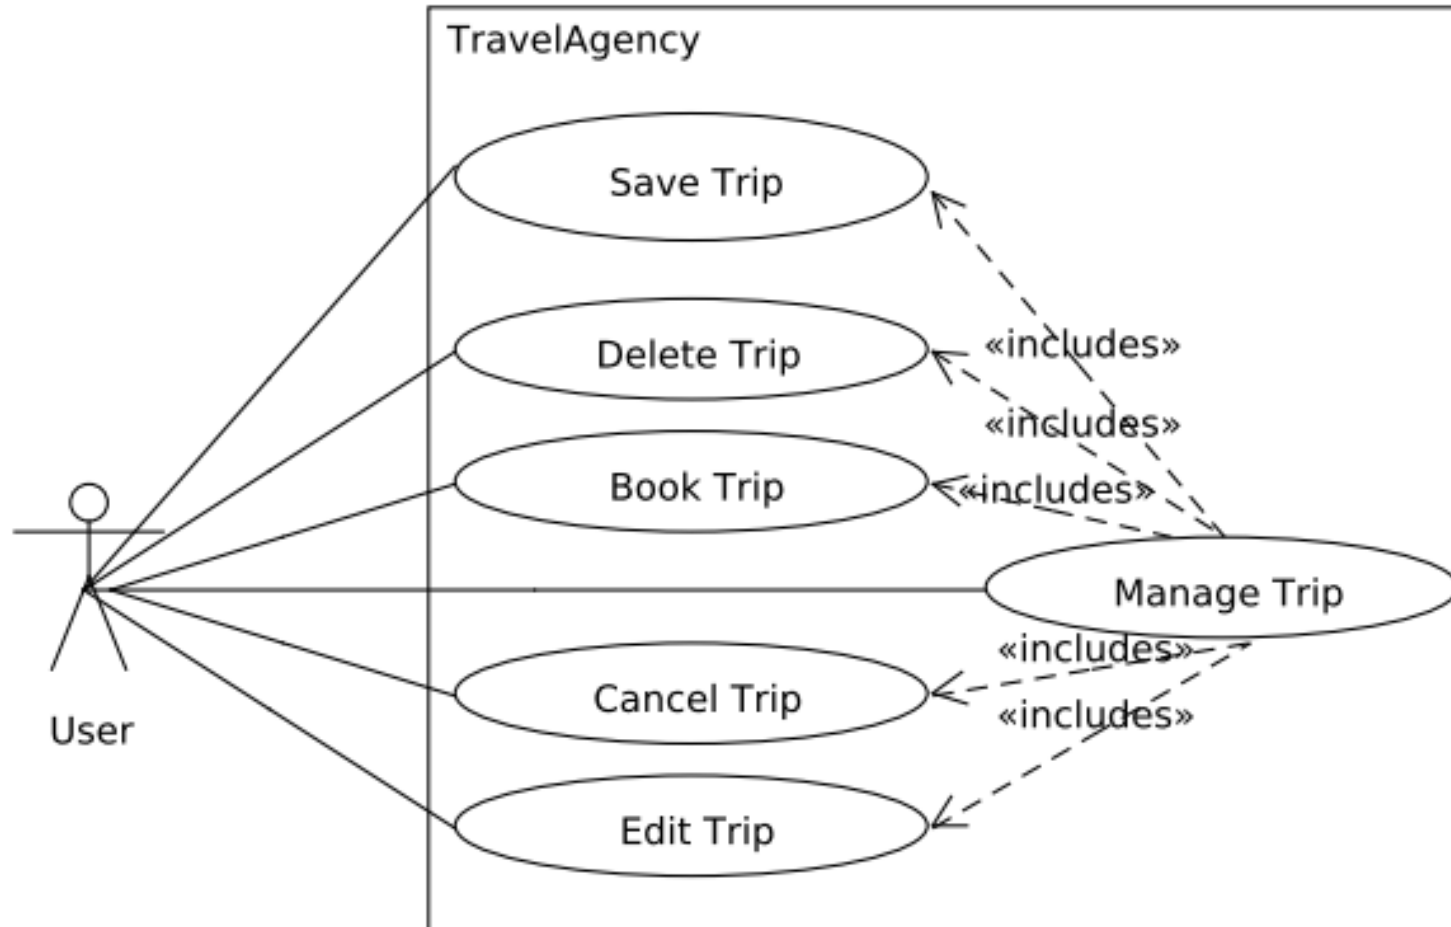 TravelAgency
Save Trip
Delete Trip
«includes»
«includes»
Book Trip
«includes»
Manage Trip
«includes»
Cancel Trip
«includes»
User
Edit Trip